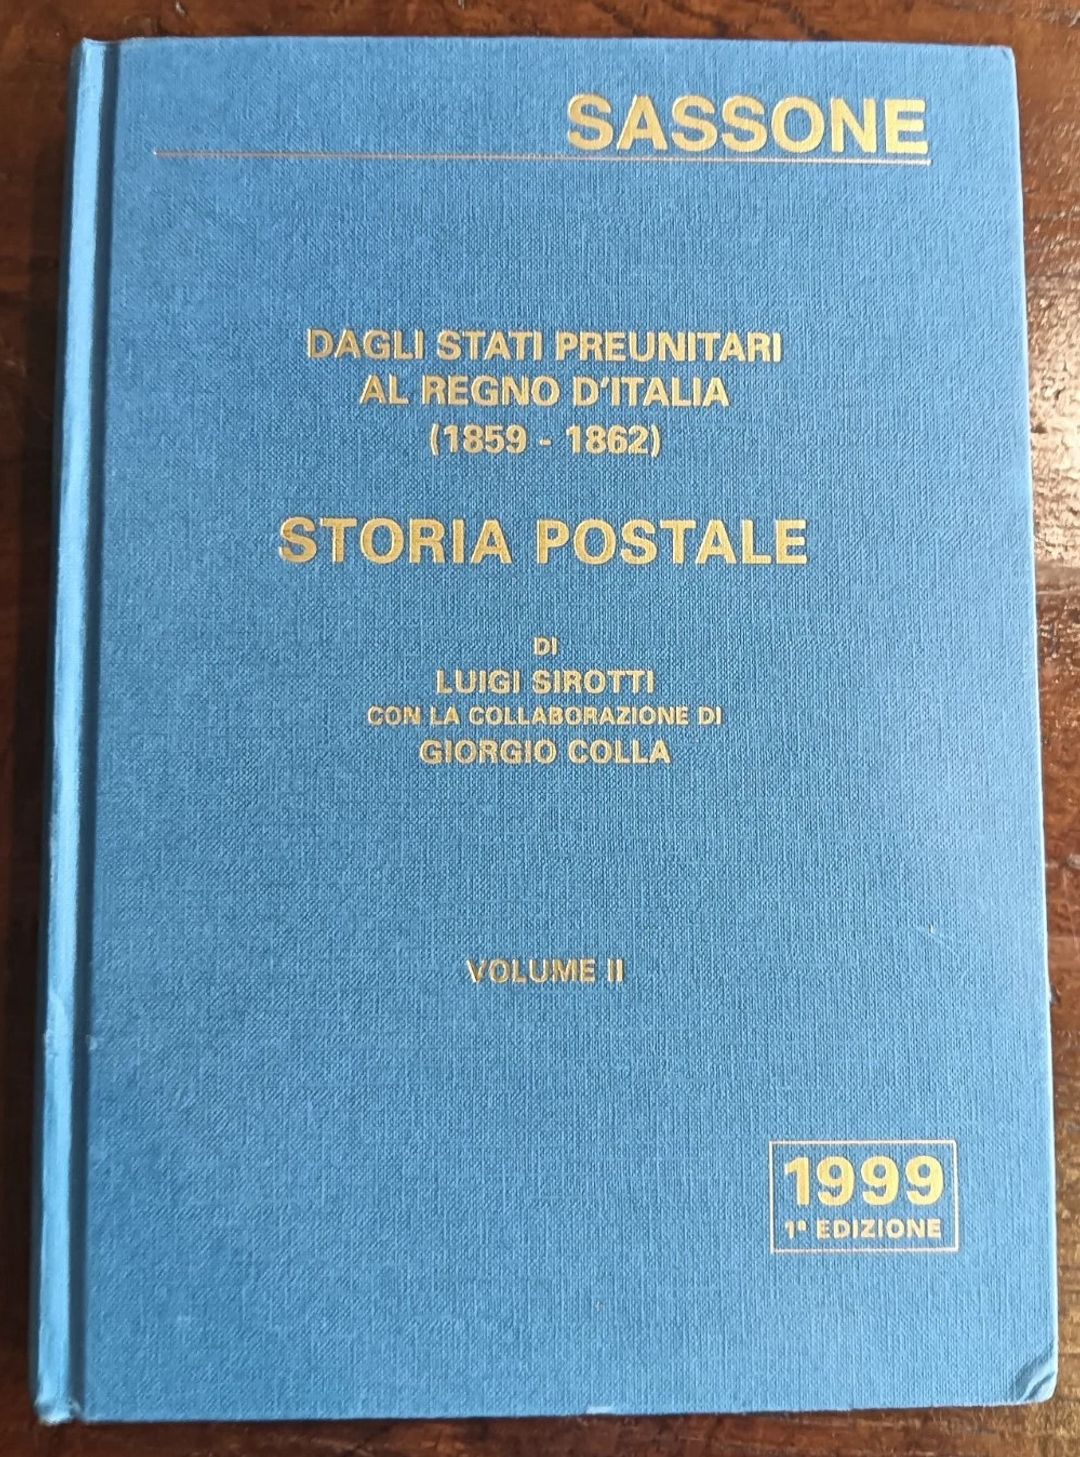 SASSONE
DAGLI STATI PREUNITARI
AL REGNO D'ITALIA
(1859 - 1862)
STORIA POSTALE
DI
LUIGI SIROTTI
CON LA COLLABORAZIONE DI
GIORGIO COLLA
VOLUME II
1999
1ª EDIZIONE